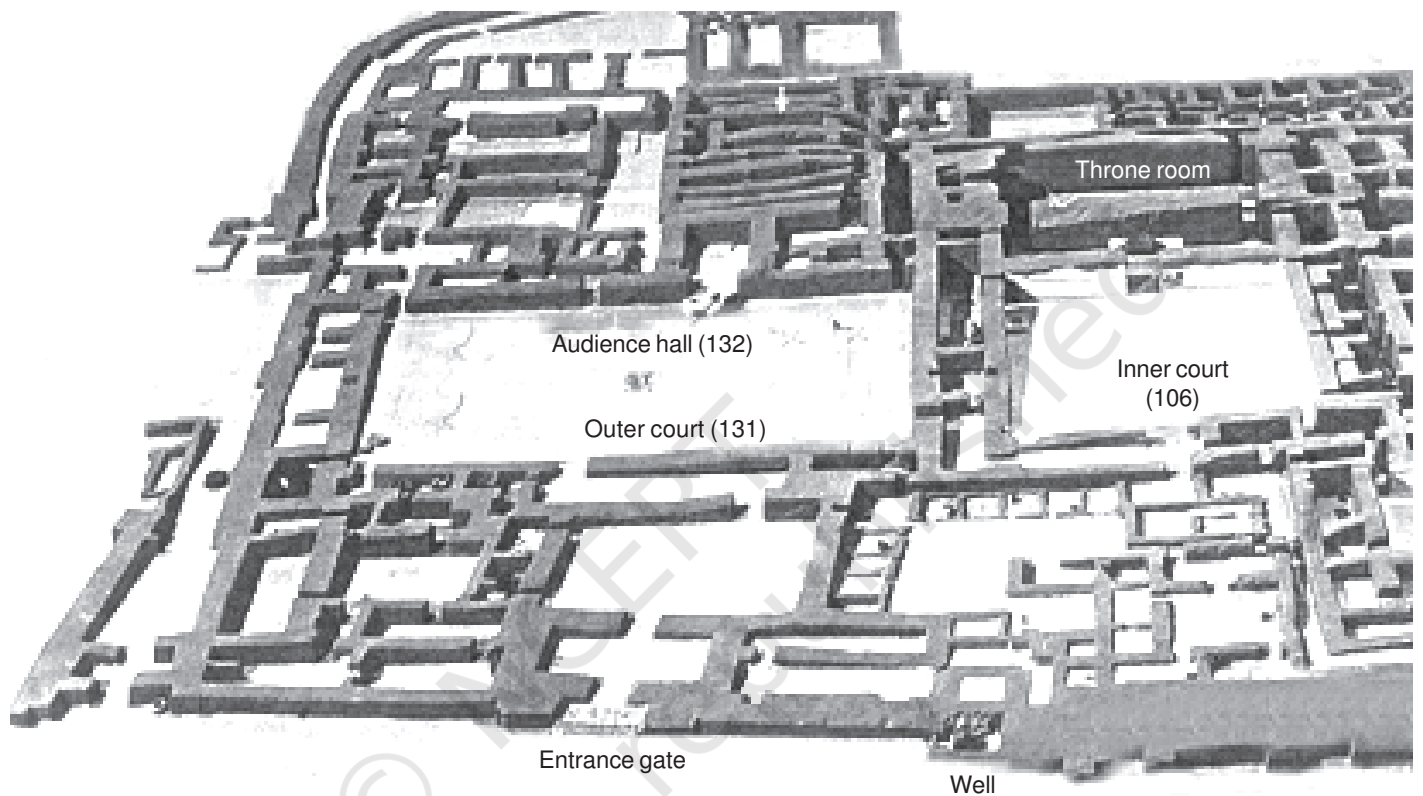 Throne room
Audience hall (132)
Inner court
(106)
Outer court (131)
Entrance gate
Well